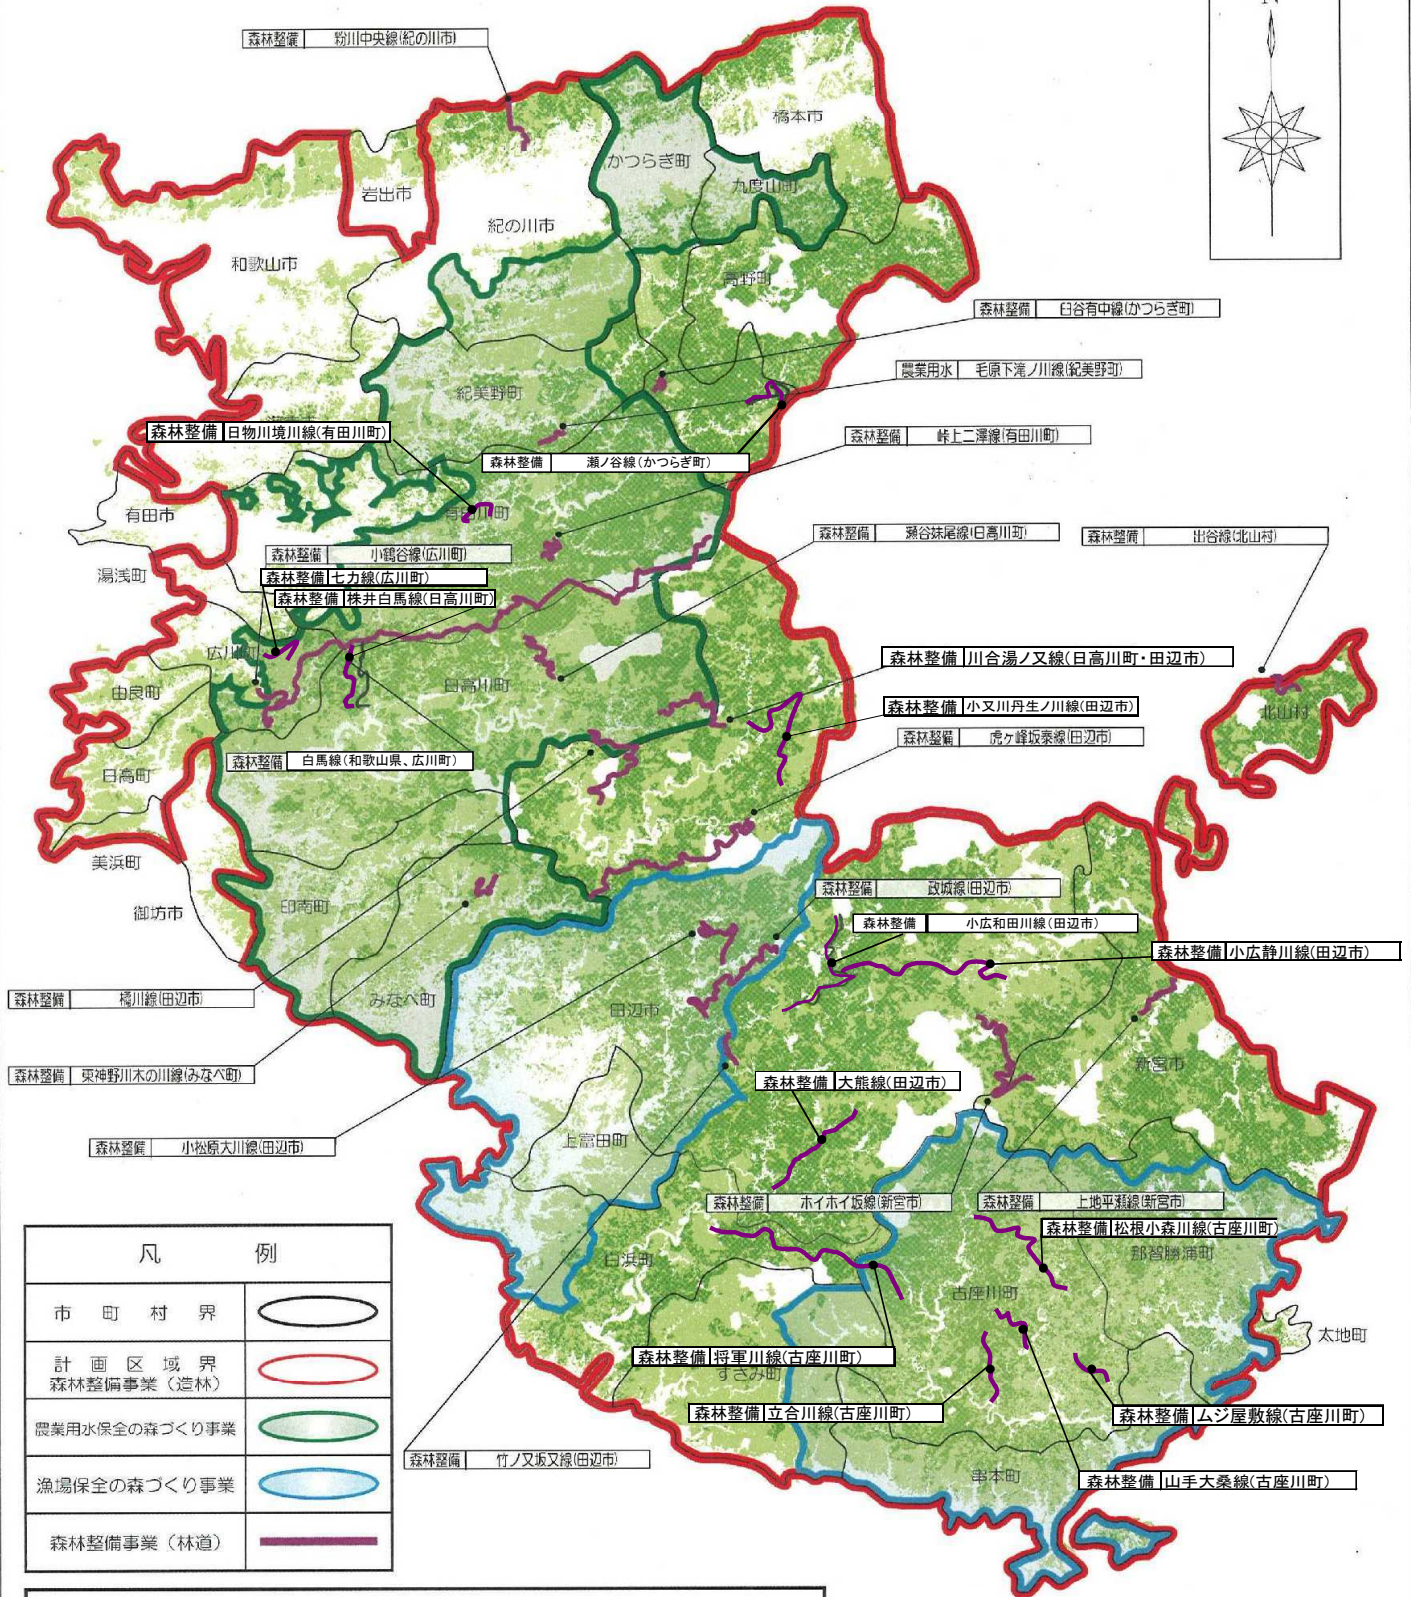 N
森林整備 粉川中央線(紀の川市)
橋本市
かつらぎ町
九度山町
岩出市
紀の川市
和歌山市
高野町
森林整備 臼谷有中線(かつらぎ町)
農業用水 毛原下滝ノ川線(紀美野町)
紀美野町
森林整備 日物川境川線(有田川町)
森林整備 峠上二澤線(有田川町)
森林整備 瀬ノ谷線(かつらぎ町)
有田市
有田川町
森林整備 瀬谷妹尾線(日高川町)
森林整備 出谷線(北山村)
森林整備 小鶴谷線(広川町)
湯浅町
森林整備 七力線(広川町)
森林整備 株井白馬線(日高川町)
広川町
森林整備 川合湯ノ又線(日高川町・田辺市)
由良町
日高川町
森林整備 小又川丹生ノ川線(田辺市)
北山村
森林整備 虎ヶ峰坂泰線(田辺市)
森林整備 白馬線(和歌山県、広川町)
日高町
美浜町
森林整備 政城線(田辺市)
御坊市
印南町
森林整備 小広和田川線(田辺市)
森林整備 小広静川線(田辺市)
森林整備 橘川線(田辺市)
みなべ町
田辺市
新宮市
森林整備 東神野川木の川線(みなべ町)
森林整備 大熊線(田辺市)
森林整備 小松原大川線(田辺市)
上富田町
森林整備 ホイホイ坂線(新宮市)
森林整備 上地平瀬線(新宮市)
森林整備 松根小森川線(古座川町)
那智勝浦町
白浜町
古座川町
太地町
森林整備 将軍川線(古座川町)
すさみ町
森林整備 立合川線(古座川町)
森林整備 ムジ屋敷線(古座川町)
森林整備 竹ノ又坂又線(田辺市)
串本町
森林整備 山手大桑線(古座川町)
凡 例
市 町 村 界
計 画 区 域 界
森林整備事業（造林）
農業用水保全の森づくり事業
漁場保全の森づくり事業
森林整備事業（林道）